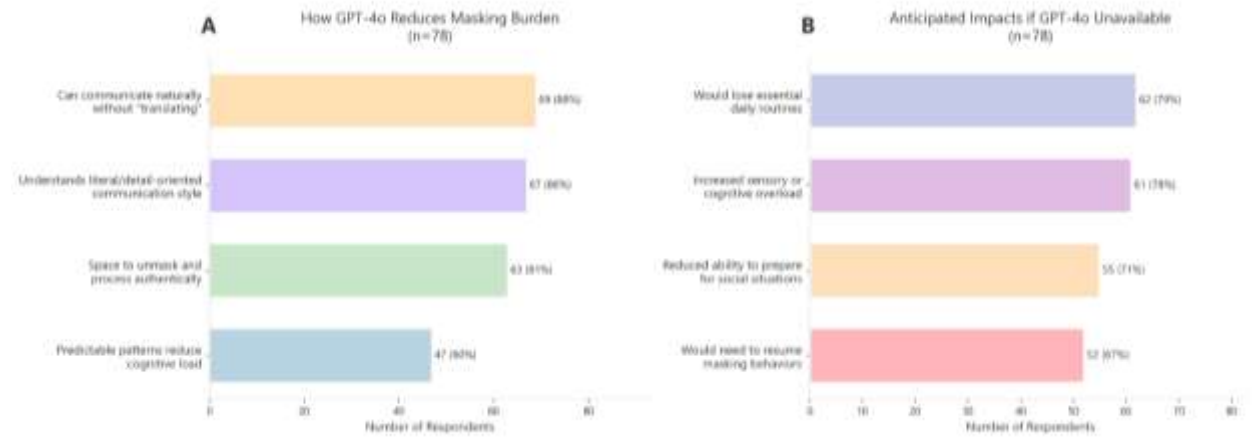 A
How GPT-4o Reduces Masking Burden
(n=78)
Can communicate naturally
without "translating"
69 (88%)
Understands literal/detail-oriented
communication style
67 (86%)
Space to unmask and
process authentically
63 (81%)
Predictable patterns reduce
cognitive load
47 (60%)
0 20 40 60 80
Number of Respondents
B
Anticipated Impacts if GPT-4o Unavailable
(n=78)
Would lose essential
daily routines
62 (79%)
Increased sensory or
cognitive overload
61 (78%)
Reduced ability to prepare
for social situations
55 (71%)
Would need to resume
masking behaviors
52 (67%)
0 10 20 30 40 50 60 70 80
Number of Respondents